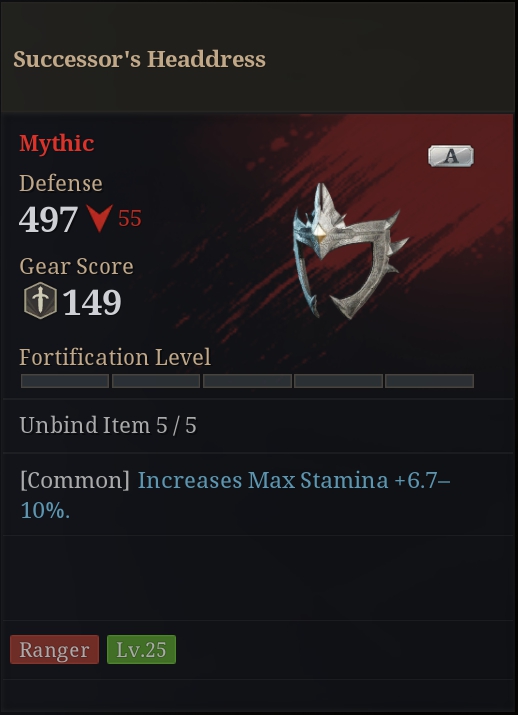 Successor's Headdress
Mythic
A
Defense
497 55
Gear Score
149
Fortification Level
Unbind Item 5 / 5
[Common] Increases Max Stamina +6.7–
10%.
Ranger Lv.25